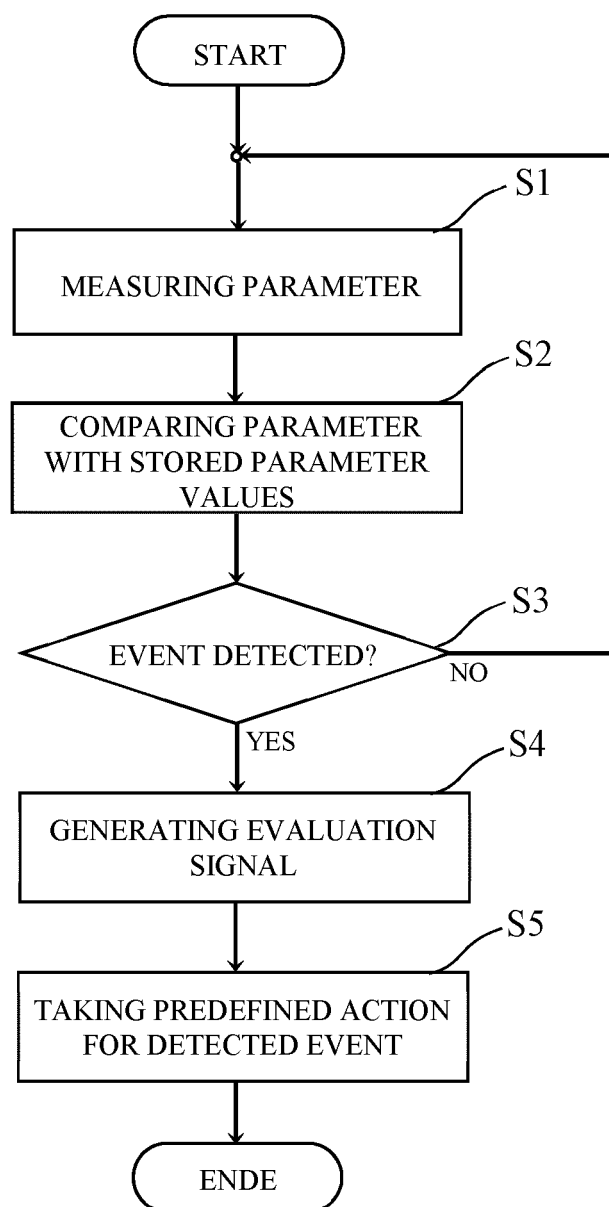 START
S1
MEASURING PARAMETER
S2
COMPARING PARAMETER
WITH STORED PARAMETER
VALUES
S3
EVENT DETECTED?
NO
YES
S4
GENERATING EVALUATION
SIGNAL
S5
TAKING PREDEFINED ACTION
FOR DETECTED EVENT
ENDE